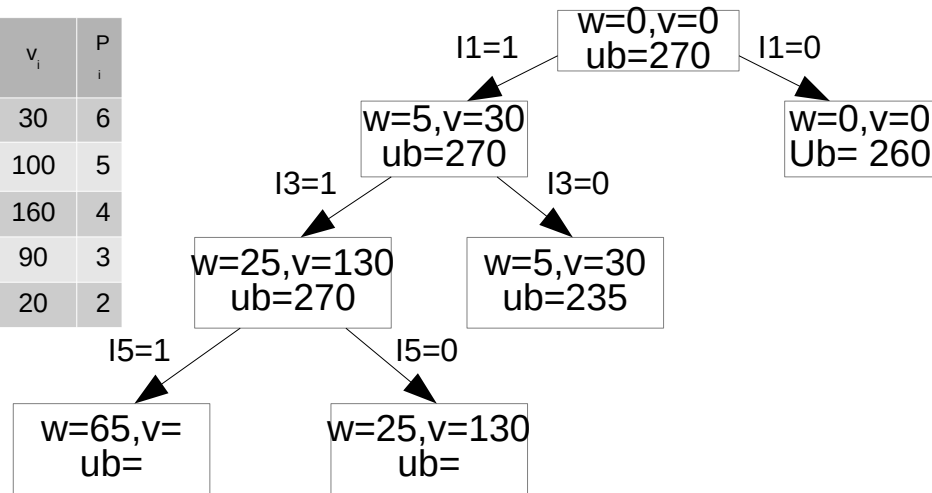 v i
P i
30 6
100 5
160 4
90 3
20 2
w=0,v=0
ub=270
I1=1
I1=0
w=5,v=30
ub=270
w=0,v=0
Ub= 260
I3=1
I3=0
w=25,v=130
ub=270
w=5,v=30
ub=235
I5=1
I5=0
w=65,v=
ub=
w=25,v=130
ub=